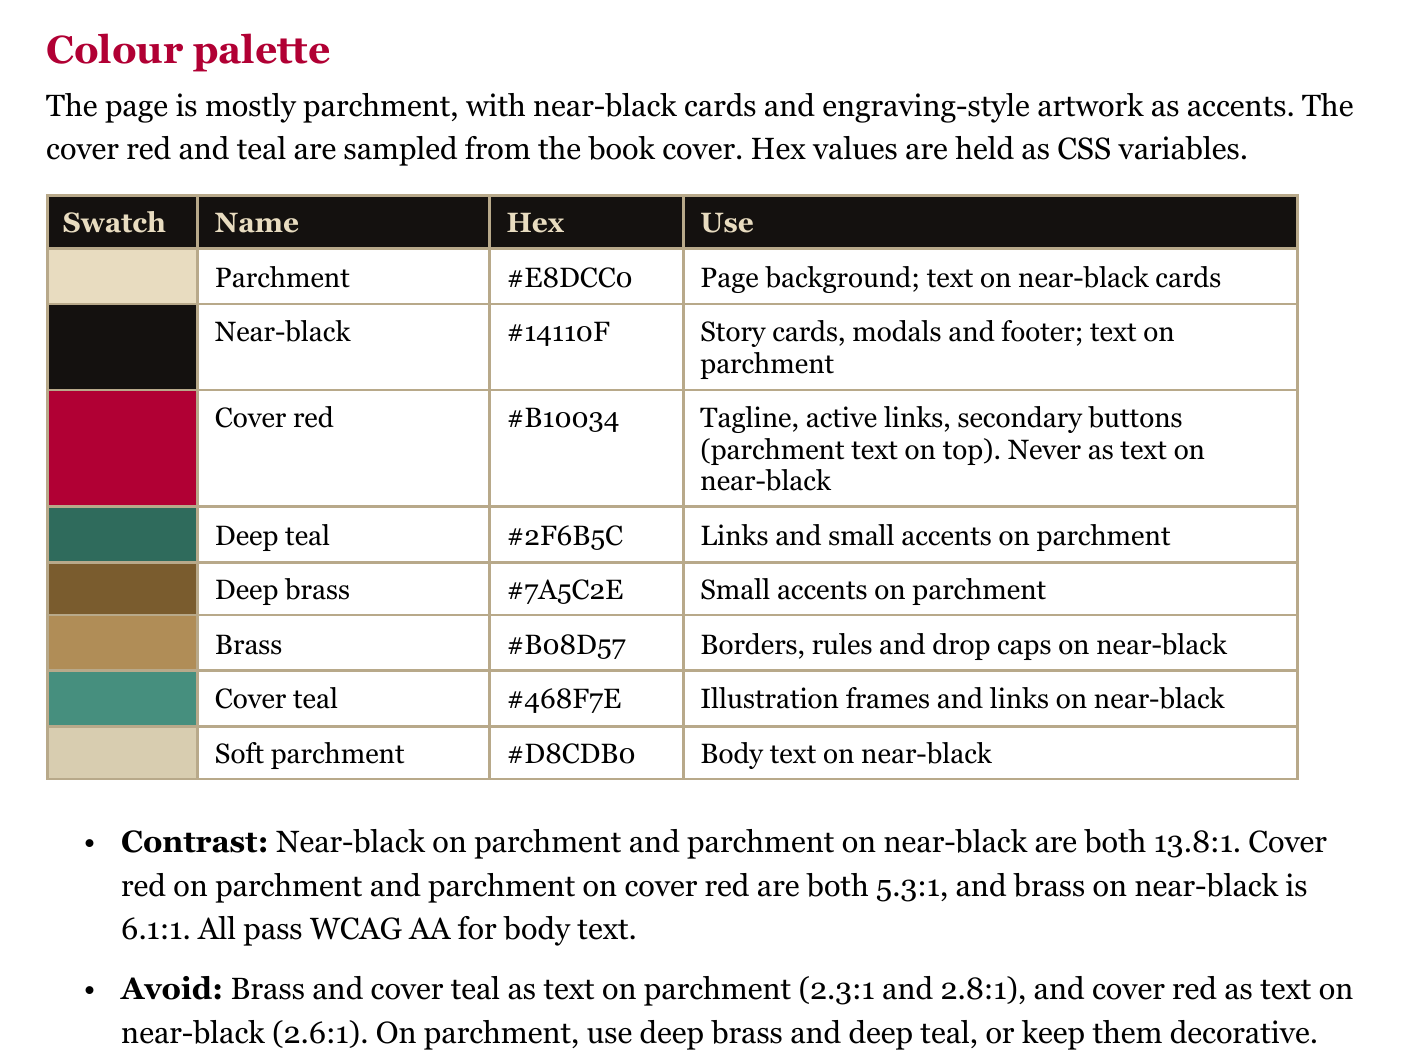 Colour palette
The page is mostly parchment, with near-black cards and engraving-style artwork as accents. The
cover red and teal are sampled from the book cover. Hex values are held as CSS variables.
Swatch Name Hex Use
Parchment #E8DCC0 Page background; text on near-black cards
Near-black #14110F Story cards, modals and footer; text on
parchment
Cover red #B10034 Tagline, active links, secondary buttons
(parchment text on top). Never as text on
near-black
Deep teal #2F6B5C Links and small accents on parchment
Deep brass #7A5C2E Small accents on parchment
Brass #B08D57 Borders, rules and drop caps on near-black
Cover teal #468F7E Illustration frames and links on near-black
Soft parchment #D8CDB0 Body text on near-black
• Contrast: Near-black on parchment and parchment on near-black are both 13.8:1. Cover
red on parchment and parchment on cover red are both 5.3:1, and brass on near-black is
6.1:1. All pass WCAG AA for body text.
• Avoid: Brass and cover teal as text on parchment (2.3:1 and 2.8:1), and cover red as text on
near-black (2.6:1). On parchment, use deep brass and deep teal, or keep them decorative.